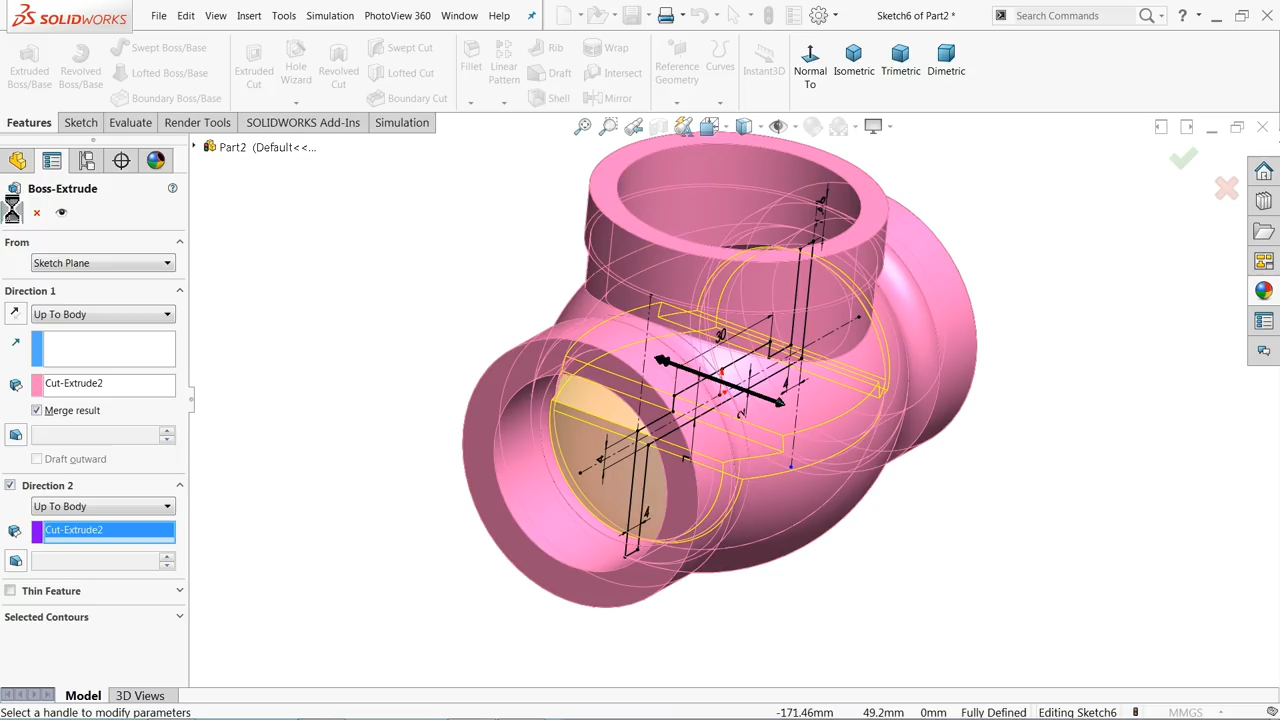 SOLIDWORKS
File Edit View Insert Tools Simulation PhotoView 360 Window Help
Sketch6 of Part2 *
Search Commands
Extruded Boss/Base
Revolved Boss/Base
Swept Boss/Base
Lofted Boss/Base
Boundary Boss/Base
Extruded Cut
Hole Wizard
Revolved Cut
Swept Cut
Lofted Cut
Boundary Cut
Fillet
Linear Pattern
Rib
Draft
Shell
Wrap
Intersect
Mirror
Reference Geometry
Curves
Instant3D
Normal To
Isometric
Trimetric
Dimetric
Features Sketch Evaluate Render Tools SOLIDWORKS Add-Ins Simulation
Part2 (Default<<...
Boss-Extrude
From
Sketch Plane
Direction 1
Up To Body
Cut-Extrude2
Merge result
Draft outward
Direction 2
Up To Body
Cut-Extrude2
Thin Feature
Selected Contours
30
4
4
Model 3D Views
Select a handle to modify parameters
-171.46mm 49.2mm 0mm Fully Defined Editing Sketch6 MMGS